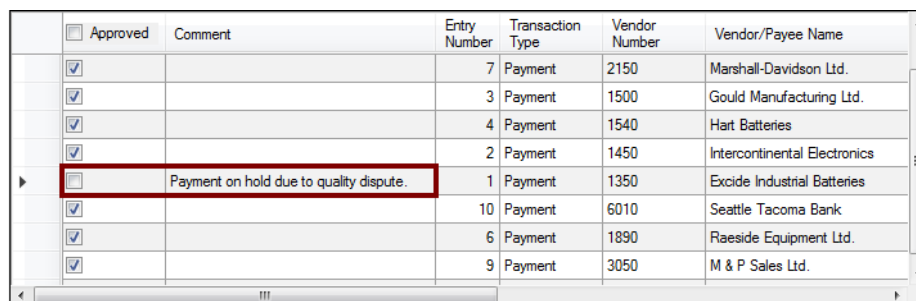 Approved Comment Entry Number Transaction Type Vendor Number Vendor/Payee Name
7 Payment 2150 Marshall-Davidson Ltd.
3 Payment 1500 Gould Manufacturing Ltd.
4 Payment 1540 Hart Batteries
2 Payment 1450 Intercontinental Electronics
Payment on hold due to quality dispute. 1 Payment 1350 Excide Industrial Batteries
10 Payment 6010 Seattle Tacoma Bank
6 Payment 1890 Raeside Equipment Ltd.
9 Payment 3050 M & P Sales Ltd.